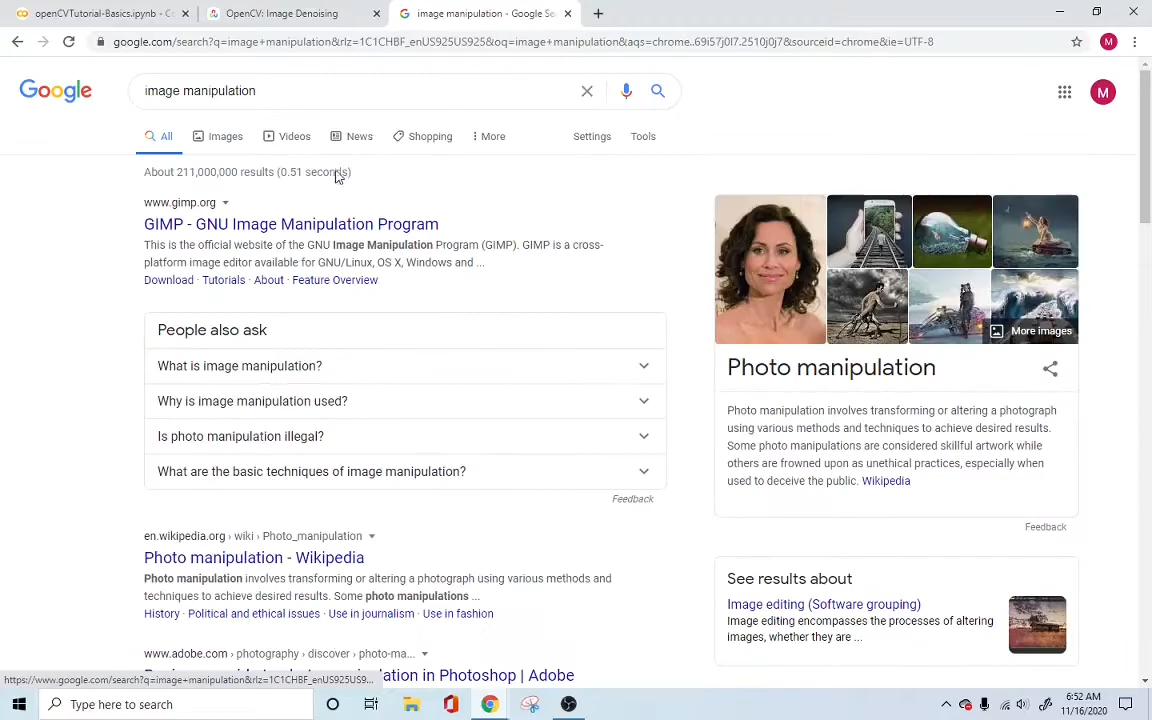 openCVTutorial-Basics.ipynb - Co
OpenCV: Image Denoising
image manipulation - Google Se
google.com/search?q=image+manipulation&rlz=1C1CHBF_enUS925US925&oq=image+manipulation&aqs=chrome..69i57j0l7.2510j0j7&sourceid=chrome&ie=UTF-8
M
Google
image manipulation
M
All
Images
Videos
News
Shopping
More
Settings
Tools
About 211,000,000 results (0.51 seconds)
www.gimp.org
GIMP - GNU Image Manipulation Program
This is the official website of the GNU Image Manipulation Program (GIMP). GIMP is a cross-
platform image editor available for GNU/Linux, OS X, Windows and ...
Download · Tutorials · About · Feature Overview
People also ask
What is image manipulation?
Why is image manipulation used?
Is photo manipulation illegal?
What are the basic techniques of image manipulation?
Feedback
en.wikipedia.org › wiki › Photo_manipulation
Photo manipulation - Wikipedia
Photo manipulation involves transforming or altering a photograph using various methods and
techniques to achieve desired results. Some photo manipulations ...
History · Political and ethical issues · Use in journalism · Use in fashion
www.adobe.com › photography › discover › photo-ma...
ation in Photoshop | Adobe
More images
Photo manipulation
Photo manipulation involves transforming or altering a photograph
using various methods and techniques to achieve desired results.
Some photo manipulations are considered skillful artwork while
others are frowned upon as unethical practices, especially when
used to deceive the public. Wikipedia
Feedback
See results about
Image editing (Software grouping)
Image editing encompasses the processes of altering
images, whether they are ...
https://www.google.com/search?q=image+manipulation&rlz=1C1CHBF_enUS925US9...
Type here to search
6:52 AM
11/16/2020